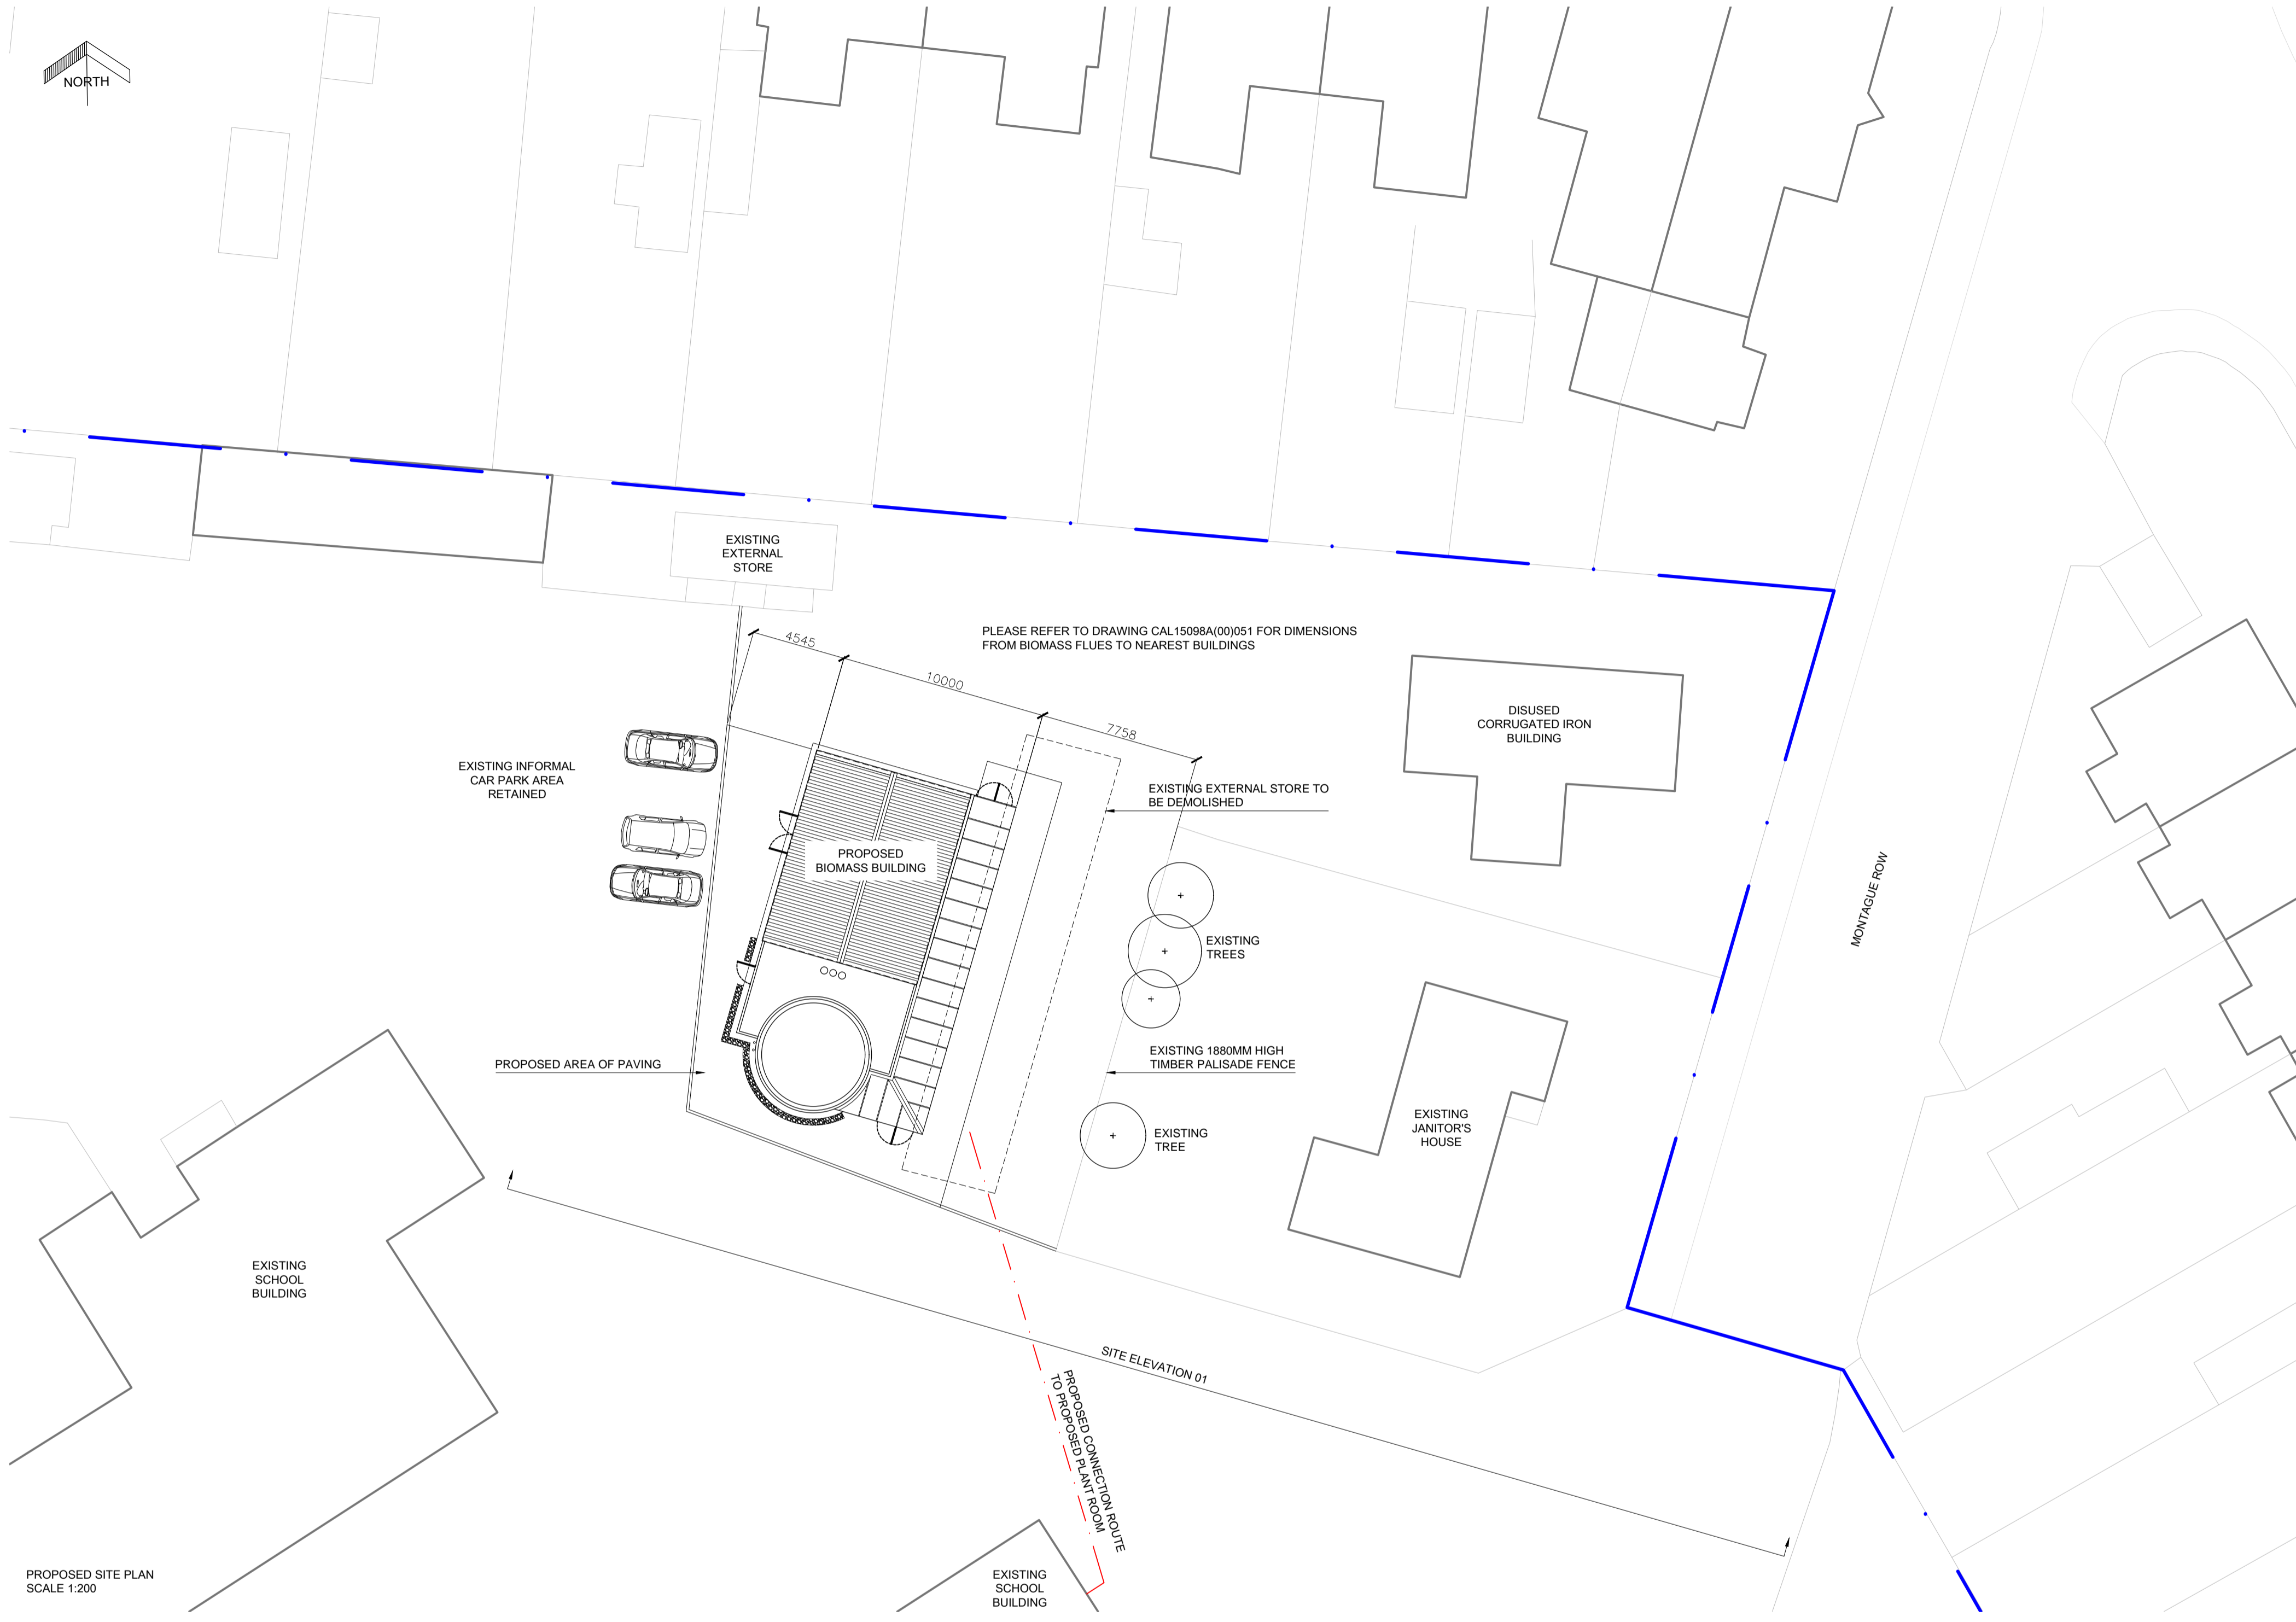 NORTH
EXISTING
EXTERNAL
STORE
4545
10000
7758
PLEASE REFER TO DRAWING CAL15098A(00)051 FOR DIMENSIONS
FROM BIOMASS FLUES TO NEAREST BUILDINGS
DISUSED
CORRUGATED IRON
BUILDING
EXISTING INFORMAL
CAR PARK AREA
RETAINED
EXISTING EXTERNAL STORE TO
BE DEMOLISHED
PROPOSED
BIOMASS BUILDING
MONTAGUE ROW
EXISTING
TREES
PROPOSED AREA OF PAVING
EXISTING 1880MM HIGH
TIMBER PALISADE FENCE
EXISTING
TREE
EXISTING
JANITOR'S
HOUSE
EXISTING
SCHOOL
BUILDING
SITE ELEVATION 01
PROPOSED CONNECTION ROUTE
TO PROPOSED PLANT ROOM
EXISTING
SCHOOL
BUILDING
PROPOSED SITE PLAN
SCALE 1:200